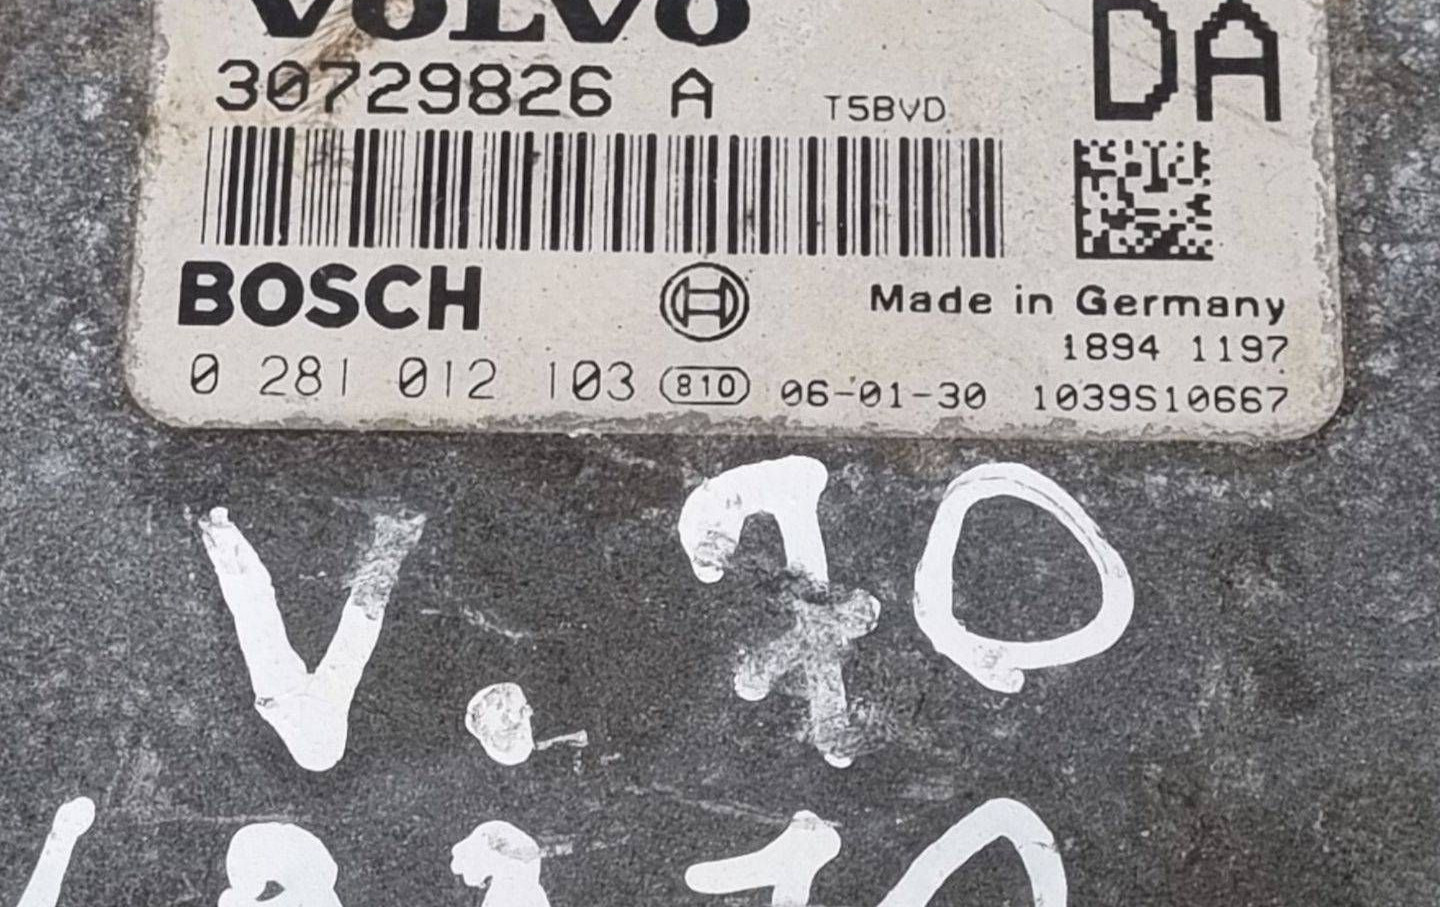 VOLVO
DA
30729826 A T5BVD
BOSCH
Made in Germany
1894 1197
0 281 012 103 810 06-01-30 1039S10667
V. 70